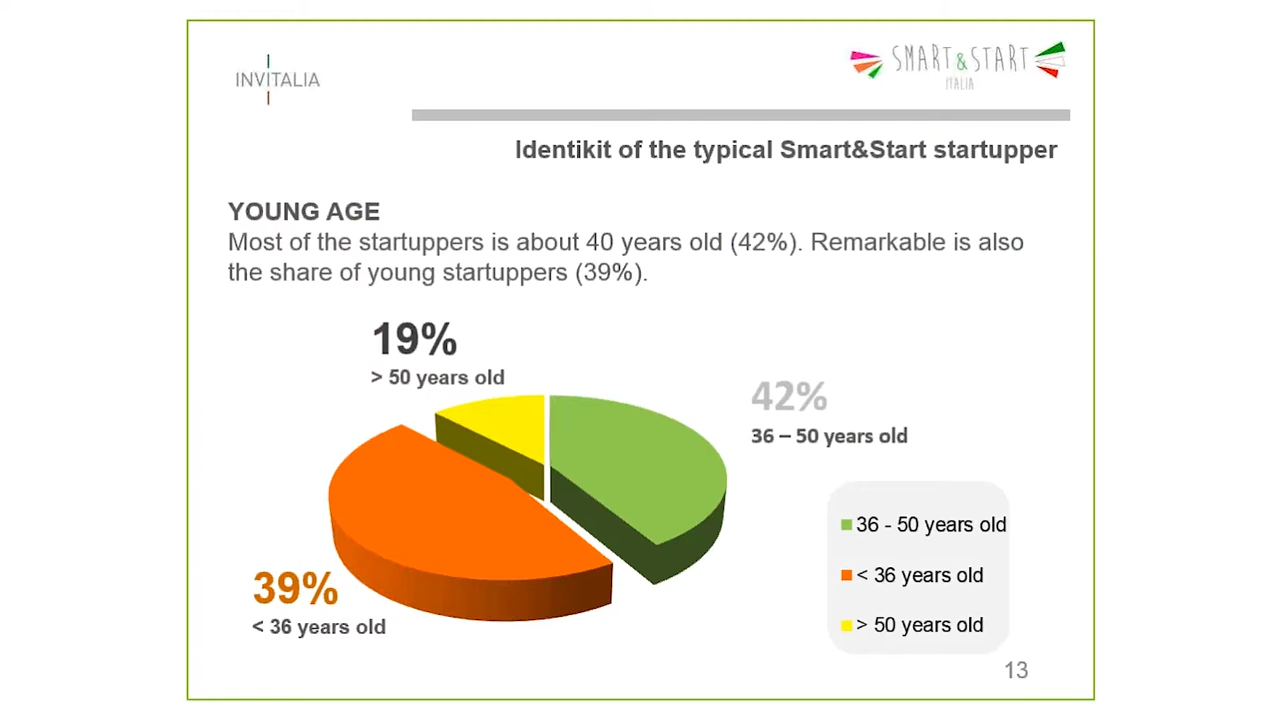 INVITALIA
SMART&START
ITALIA
Identikit of the typical Smart&Start startupper
YOUNG AGE
Most of the startuppers is about 40 years old (42%). Remarkable is also
the share of young startuppers (39%).
19%
> 50 years old
42%
36 – 50 years old
39%
< 36 years old
36 - 50 years old
< 36 years old
> 50 years old
13